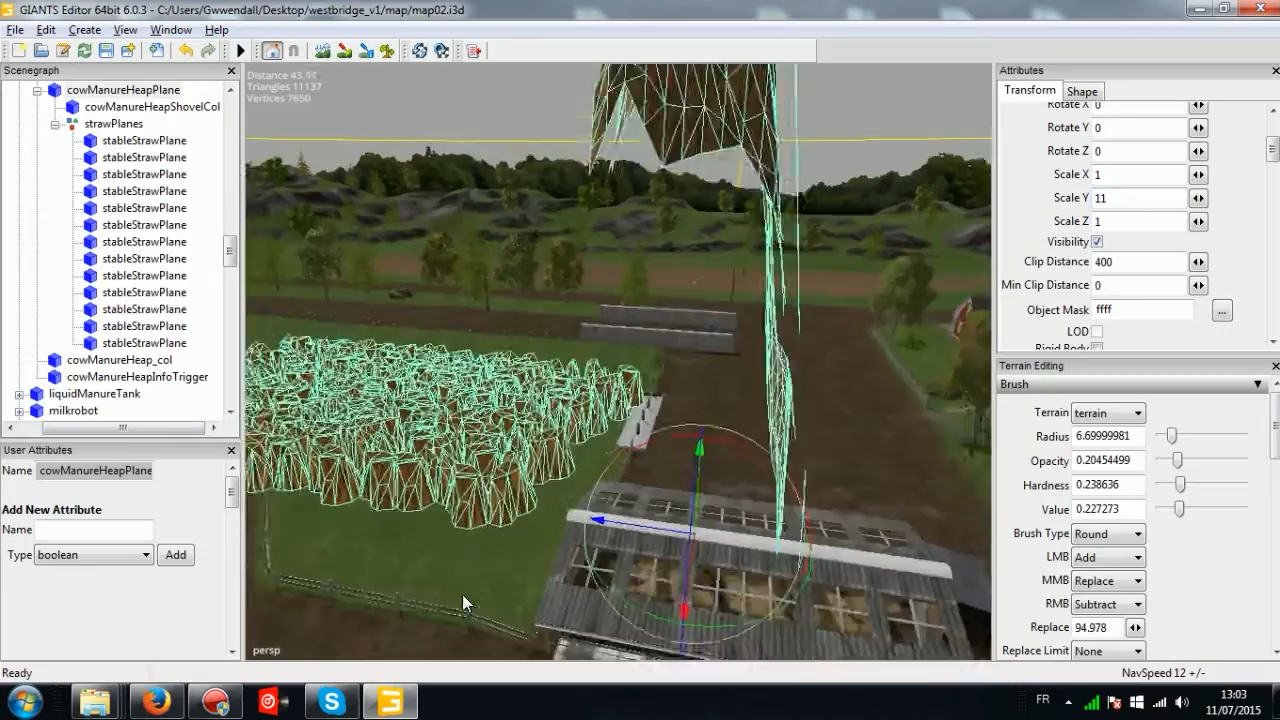 GIANTS Editor 64bit 6.0.3 - C:/Users/Gwwendall/Desktop/westbridge_v1/map/map02.i3d
File Edit Create View Window Help
Scenegraph
cowManureHeapPlane
cowManureHeapShovelCol
strawPlanes
stableStrawPlane
stableStrawPlane
stableStrawPlane
stableStrawPlane
stableStrawPlane
stableStrawPlane
stableStrawPlane
stableStrawPlane
stableStrawPlane
stableStrawPlane
stableStrawPlane
stableStrawPlane
stableStrawPlane
cowManureHeap_col
cowManureHeapInfoTrigger
liquidManureTank
milkrobot
User Attributes
Name cowManureHeapPlane
Add New Attribute
Name
Type boolean Add
Distance 43.
Triangles 11137
Vertices 7650
persp
Attributes
Transform Shape
Rotate X 0
Rotate Y 0
Rotate Z 0
Scale X 1
Scale Y 11
Scale Z 1
Visibility
Clip Distance 400
Min Clip Distance 0
Object Mask ffff ...
LOD
Rigid Body
Terrain Editing
Brush
Terrain terrain
Radius 6.69999981
Opacity 0.20454499
Hardness 0.238636
Value 0.227273
Brush Type Round
LMB Add
MMB Replace
RMB Subtract
Replace 94.978
Replace Limit None
Ready
NavSpeed 12 +/-
FR
13:03
11/07/2015